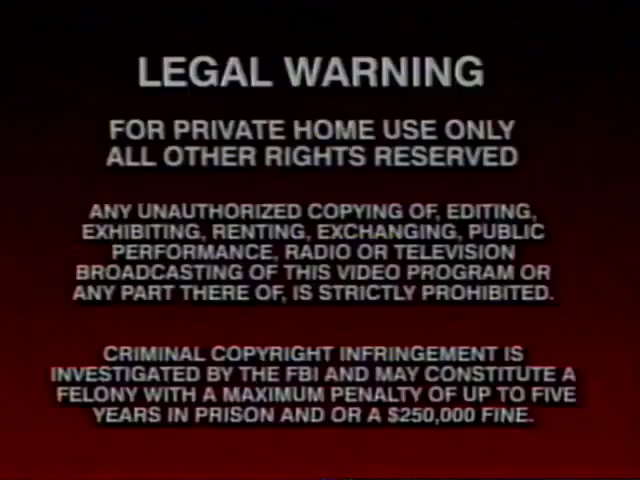 LEGAL WARNING
FOR PRIVATE HOME USE ONLY
ALL OTHER RIGHTS RESERVED
ANY UNAUTHORIZED COPYING OF, EDITING,
EXHIBITING, RENTING, EXCHANGING, PUBLIC
PERFORMANCE, RADIO OR TELEVISION
BROADCASTING OF THIS VIDEO PROGRAM OR
ANY PART THERE OF, IS STRICTLY PROHIBITED.
CRIMINAL COPYRIGHT INFRINGEMENT IS
INVESTIGATED BY THE FBI AND MAY CONSTITUTE A
FELONY WITH A MAXIMUM PENALTY OF UP TO FIVE
YEARS IN PRISON AND OR A $250,000 FINE.